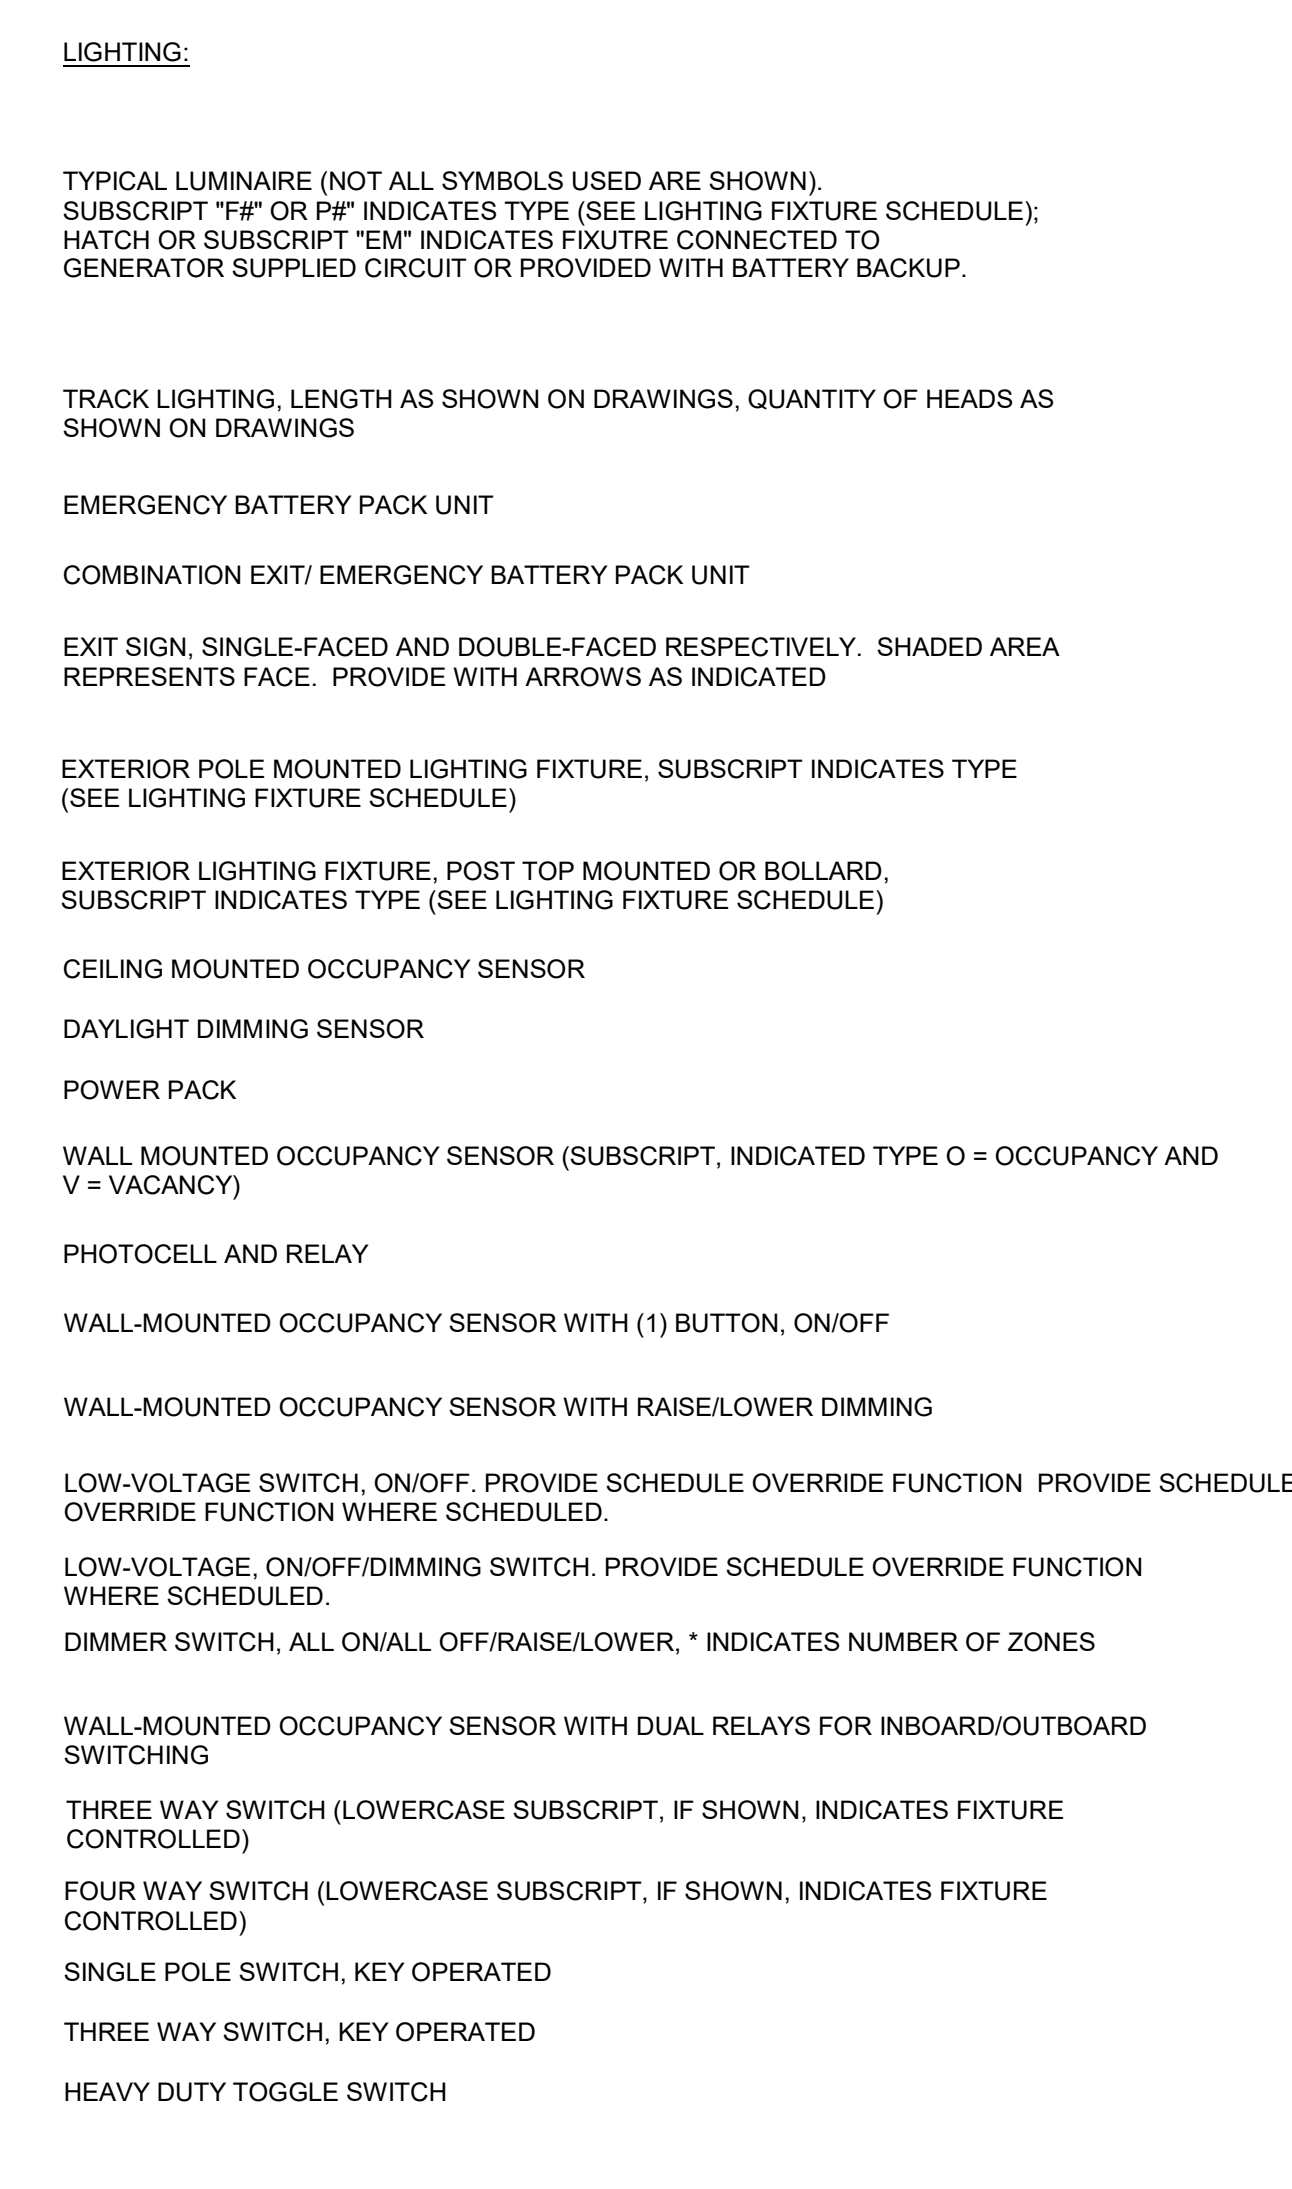 LIGHTING:
TYPICAL LUMINAIRE (NOT ALL SYMBOLS USED ARE SHOWN).
SUBSCRIPT "F#" OR P#" INDICATES TYPE (SEE LIGHTING FIXTURE SCHEDULE);
HATCH OR SUBSCRIPT "EM" INDICATES FIXUTRE CONNECTED TO
GENERATOR SUPPLIED CIRCUIT OR PROVIDED WITH BATTERY BACKUP.
TRACK LIGHTING, LENGTH AS SHOWN ON DRAWINGS, QUANTITY OF HEADS AS
SHOWN ON DRAWINGS
EMERGENCY BATTERY PACK UNIT
COMBINATION EXIT/ EMERGENCY BATTERY PACK UNIT
EXIT SIGN, SINGLE-FACED AND DOUBLE-FACED RESPECTIVELY.  SHADED AREA
REPRESENTS FACE.  PROVIDE WITH ARROWS AS INDICATED
EXTERIOR POLE MOUNTED LIGHTING FIXTURE, SUBSCRIPT INDICATES TYPE
(SEE LIGHTING FIXTURE SCHEDULE)
EXTERIOR LIGHTING FIXTURE, POST TOP MOUNTED OR BOLLARD,
SUBSCRIPT INDICATES TYPE (SEE LIGHTING FIXTURE SCHEDULE)
CEILING MOUNTED OCCUPANCY SENSOR
DAYLIGHT DIMMING SENSOR
POWER PACK
WALL MOUNTED OCCUPANCY SENSOR (SUBSCRIPT, INDICATED TYPE O = OCCUPANCY AND
V = VACANCY)
PHOTOCELL AND RELAY
WALL-MOUNTED OCCUPANCY SENSOR WITH (1) BUTTON, ON/OFF
WALL-MOUNTED OCCUPANCY SENSOR WITH RAISE/LOWER DIMMING
LOW-VOLTAGE SWITCH, ON/OFF. PROVIDE SCHEDULE OVERRIDE FUNCTION  PROVIDE SCHEDULE
OVERRIDE FUNCTION WHERE SCHEDULED.
LOW-VOLTAGE, ON/OFF/DIMMING SWITCH. PROVIDE SCHEDULE OVERRIDE FUNCTION
WHERE SCHEDULED.
DIMMER SWITCH, ALL ON/ALL OFF/RAISE/LOWER, * INDICATES NUMBER OF ZONES
WALL-MOUNTED OCCUPANCY SENSOR WITH DUAL RELAYS FOR INBOARD/OUTBOARD
SWITCHING
THREE WAY SWITCH (LOWERCASE SUBSCRIPT, IF SHOWN, INDICATES FIXTURE
CONTROLLED)
FOUR WAY SWITCH (LOWERCASE SUBSCRIPT, IF SHOWN, INDICATES FIXTURE
CONTROLLED)
SINGLE POLE SWITCH, KEY OPERATED
THREE WAY SWITCH, KEY OPERATED
HEAVY DUTY TOGGLE SWITCH